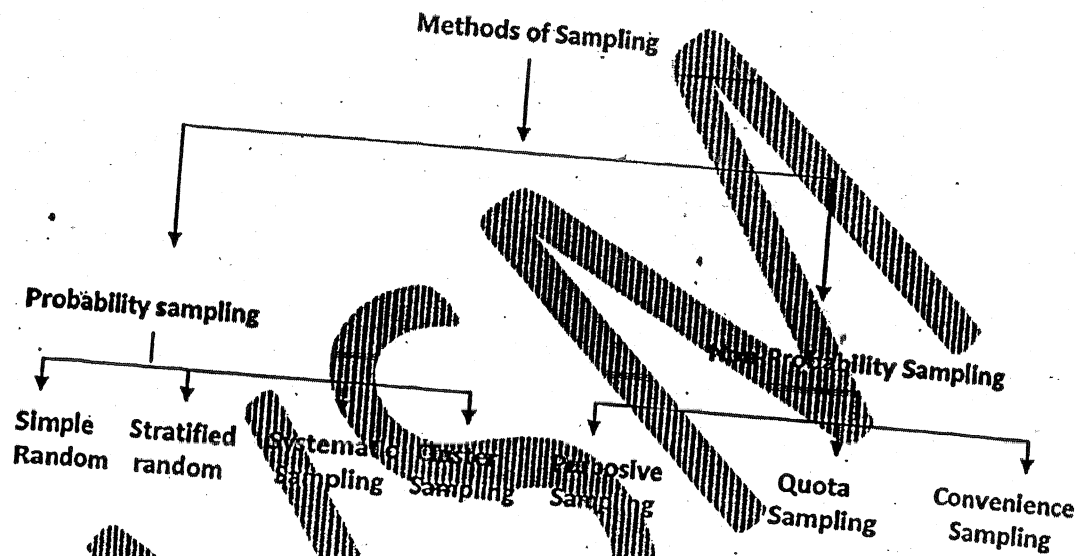 Methods of Sampling
Probability sampling
Non-Probability Sampling
Simple
Random
Stratified
random
Systematic
Sampling
Cluster
Sampling
Sampling
Quota
Sampling
Convenience
Sampling